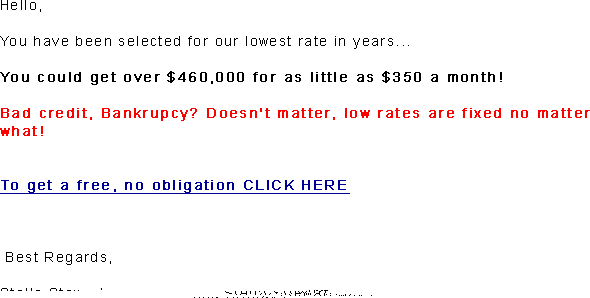 Hello,
You have been selected for our lowest rate in years...
You could get over $460,000 for as little as $350 a month!
Bad credit, Bankrupcy? Doesn't matter, low rates are fixed no matter
what!
To get a free, no obligation CLICK HERE
Best Regards,